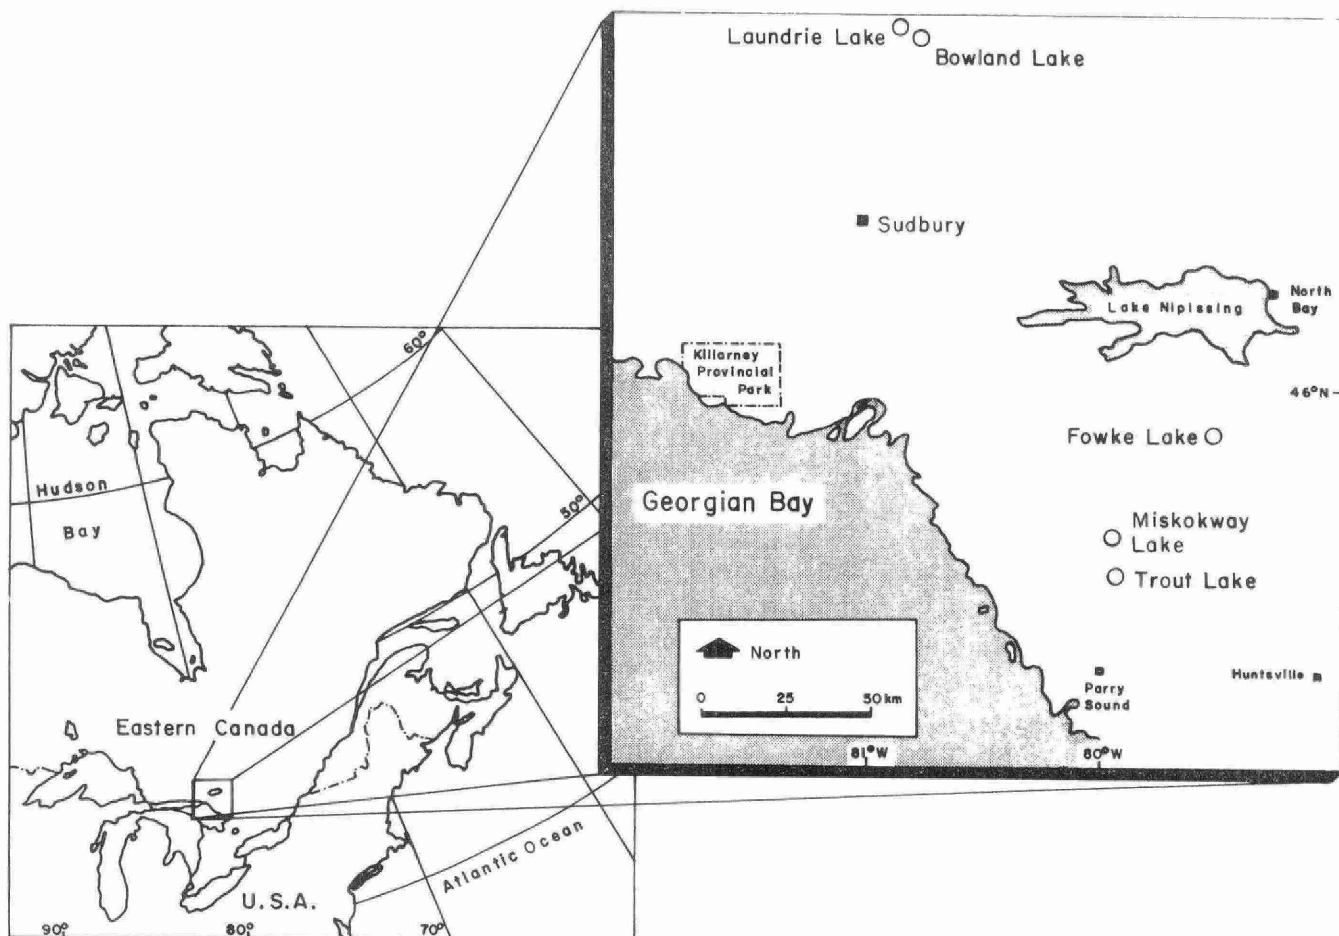 Laundrie Lake
Bowland Lake
Sudbury
Lake Nipissing
North
Bay
Killarney
Provincial
Park
46°N
Fowke Lake
Georgian Bay
Miskokway
Lake
Trout Lake
North
0 25 50 km
Parry
Sound
Huntsville
81°W
80°W
60°
50°
Hudson
Bay
Eastern Canada
Atlantic Ocean
U.S.A.
90°
80°
70°